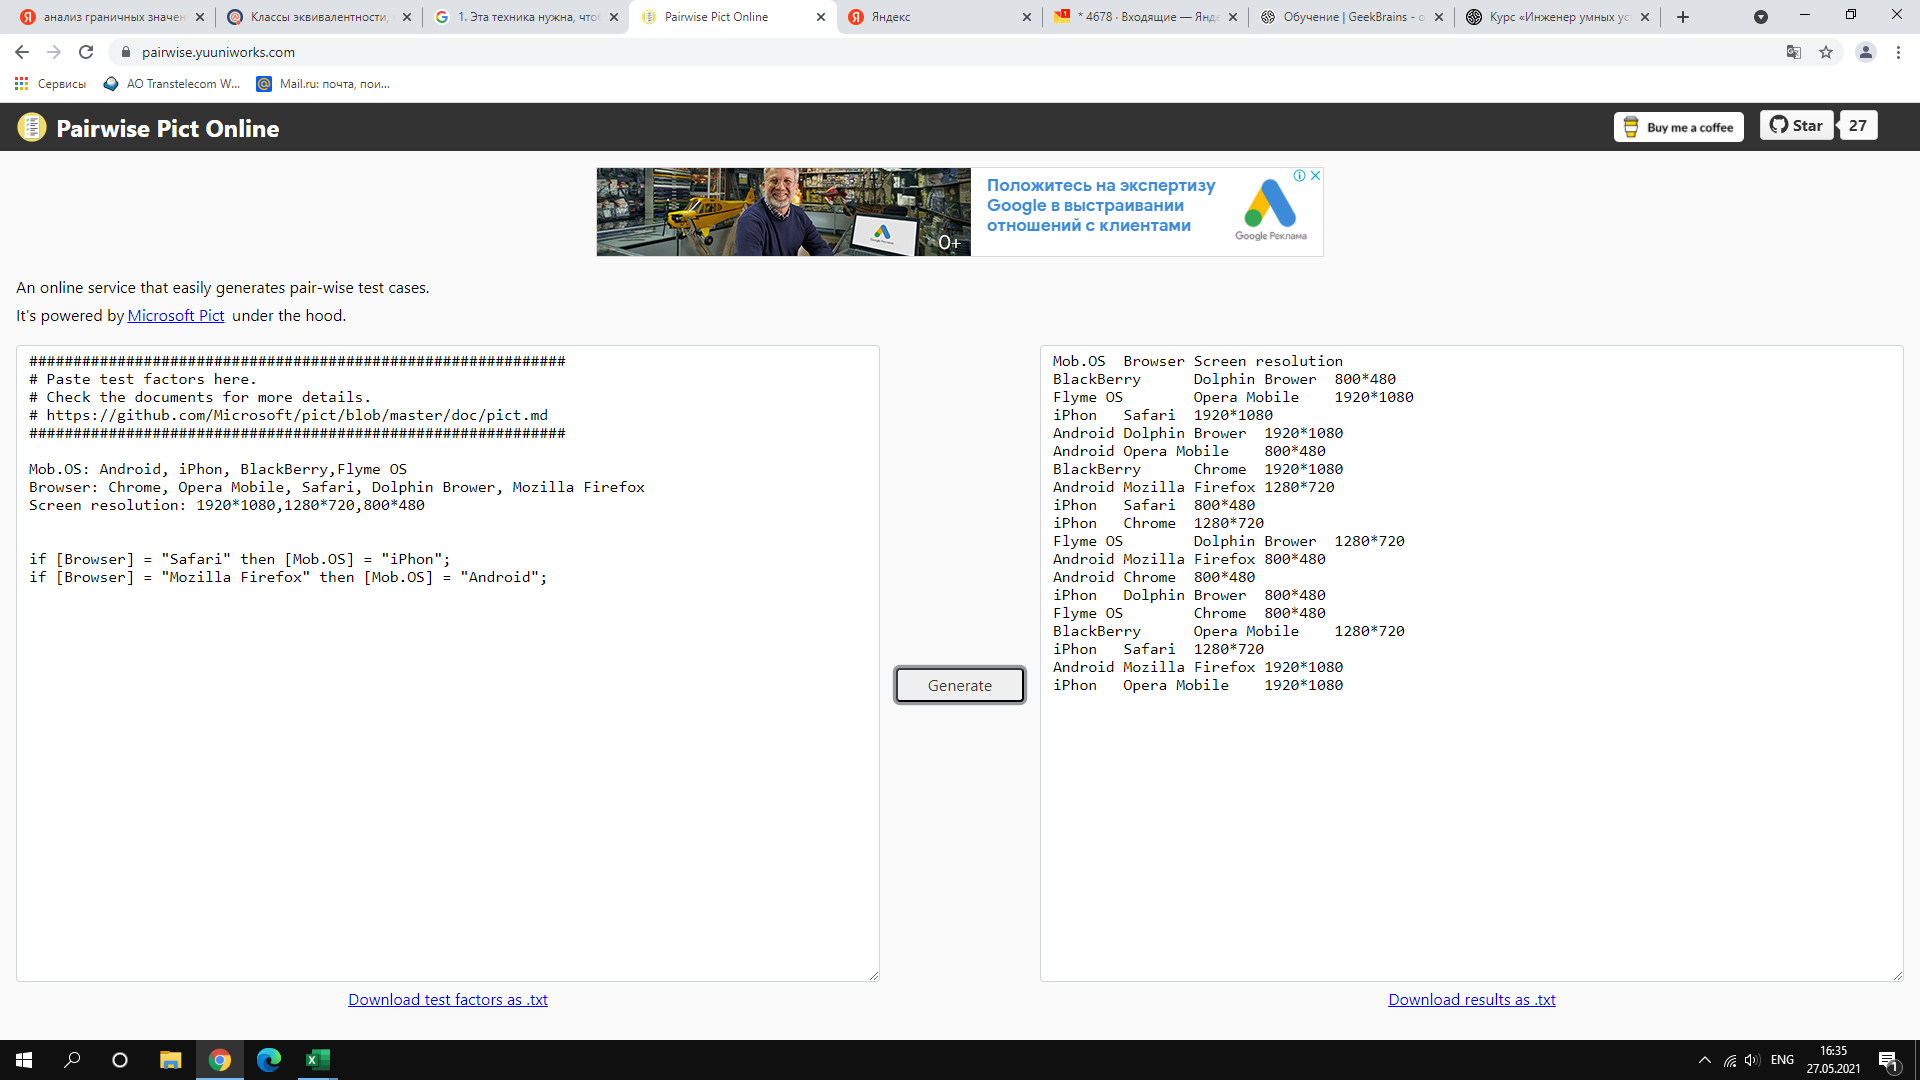 анализ граничных значен
Классы эквивалентности,
1. Эта техника нужна, что
Pairwise Pict Online
Яндекс
* 4678 · Входящие — Янд
Обучение | GeekBrains - о
Курс «Инженер умных ус
pairwise.yuuniworks.com
Сервисы
АО Transtelecom W...
Mail.ru: почта, пои...
Pairwise Pict Online
Buy me a coffee
Star
27
Положитесь на экспертизу
Google в выстраивании
отношений с клиентами
0+
Google Реклама
An online service that easily generates pair-wise test cases.
It's powered by Microsoft Pict under the hood.
#############################################################
# Paste test factors here.
# Check the documents for more details.
# https://github.com/Microsoft/pict/blob/master/doc/pict.md
#############################################################
Mob.OS: Android, iPhon, BlackBerry,Flyme OS
Browser: Chrome, Opera Mobile, Safari, Dolphin Brower, Mozilla Firefox
Screen resolution: 1920*1080,1280*720,800*480
if [Browser] = "Safari" then [Mob.OS] = "iPhon";
if [Browser] = "Mozilla Firefox" then [Mob.OS] = "Android";
Generate
Mob.OS Browser Screen resolution
BlackBerry Dolphin Brower 800*480
Flyme OS Opera Mobile 1920*1080
iPhon Safari 1920*1080
Android Dolphin Brower 1920*1080
Android Opera Mobile 800*480
BlackBerry Chrome 1920*1080
Android Mozilla Firefox 1280*720
iPhon Safari 800*480
iPhon Chrome 1280*720
Flyme OS Dolphin Brower 1280*720
Android Mozilla Firefox 800*480
Android Chrome 800*480
iPhon Dolphin Brower 800*480
Flyme OS Chrome 800*480
BlackBerry Opera Mobile 1280*720
iPhon Safari 1280*720
Android Mozilla Firefox 1920*1080
iPhon Opera Mobile 1920*1080
Download test factors as .txt
Download results as .txt
ENG
16:35
27.05.2021
1